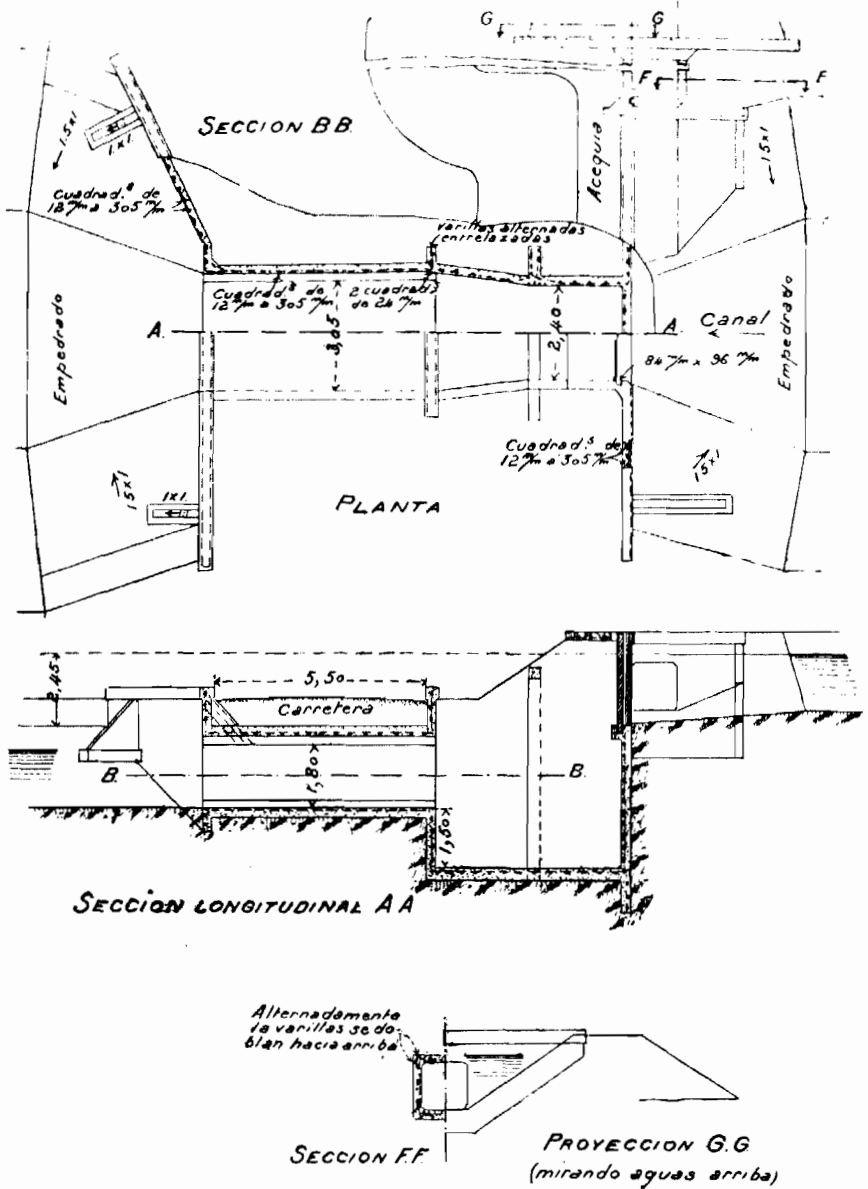 G G
F F
SECCION BB.
1.5x1
1x1.
Acequia
15x1
Cuadrad.ˢ de
12 m/m a 305 m/m
varillas alternadas
entrelazadas
Cuadrad.ˢ de
12 m/m a 305 m/m
2 cuadrad.ˢ
de 24 m/m
3,05
2,40
A.
A.
Canal
Empedrado
Empedrado
84 m/m x 96 m/m
Cuadrad.ˢ de
12 m/m a 305 m/m
15x1
1x1.
15x1
PLANTA
2,45
5,50
Carretera
B.
1,80
B.
1,50
SECCION LONGITUDINAL A A
Alternadamente
la varillas se do
blan hacia arriba
SECCION F.F.
PROYECCION G.G.
(mirando aguas arriba)